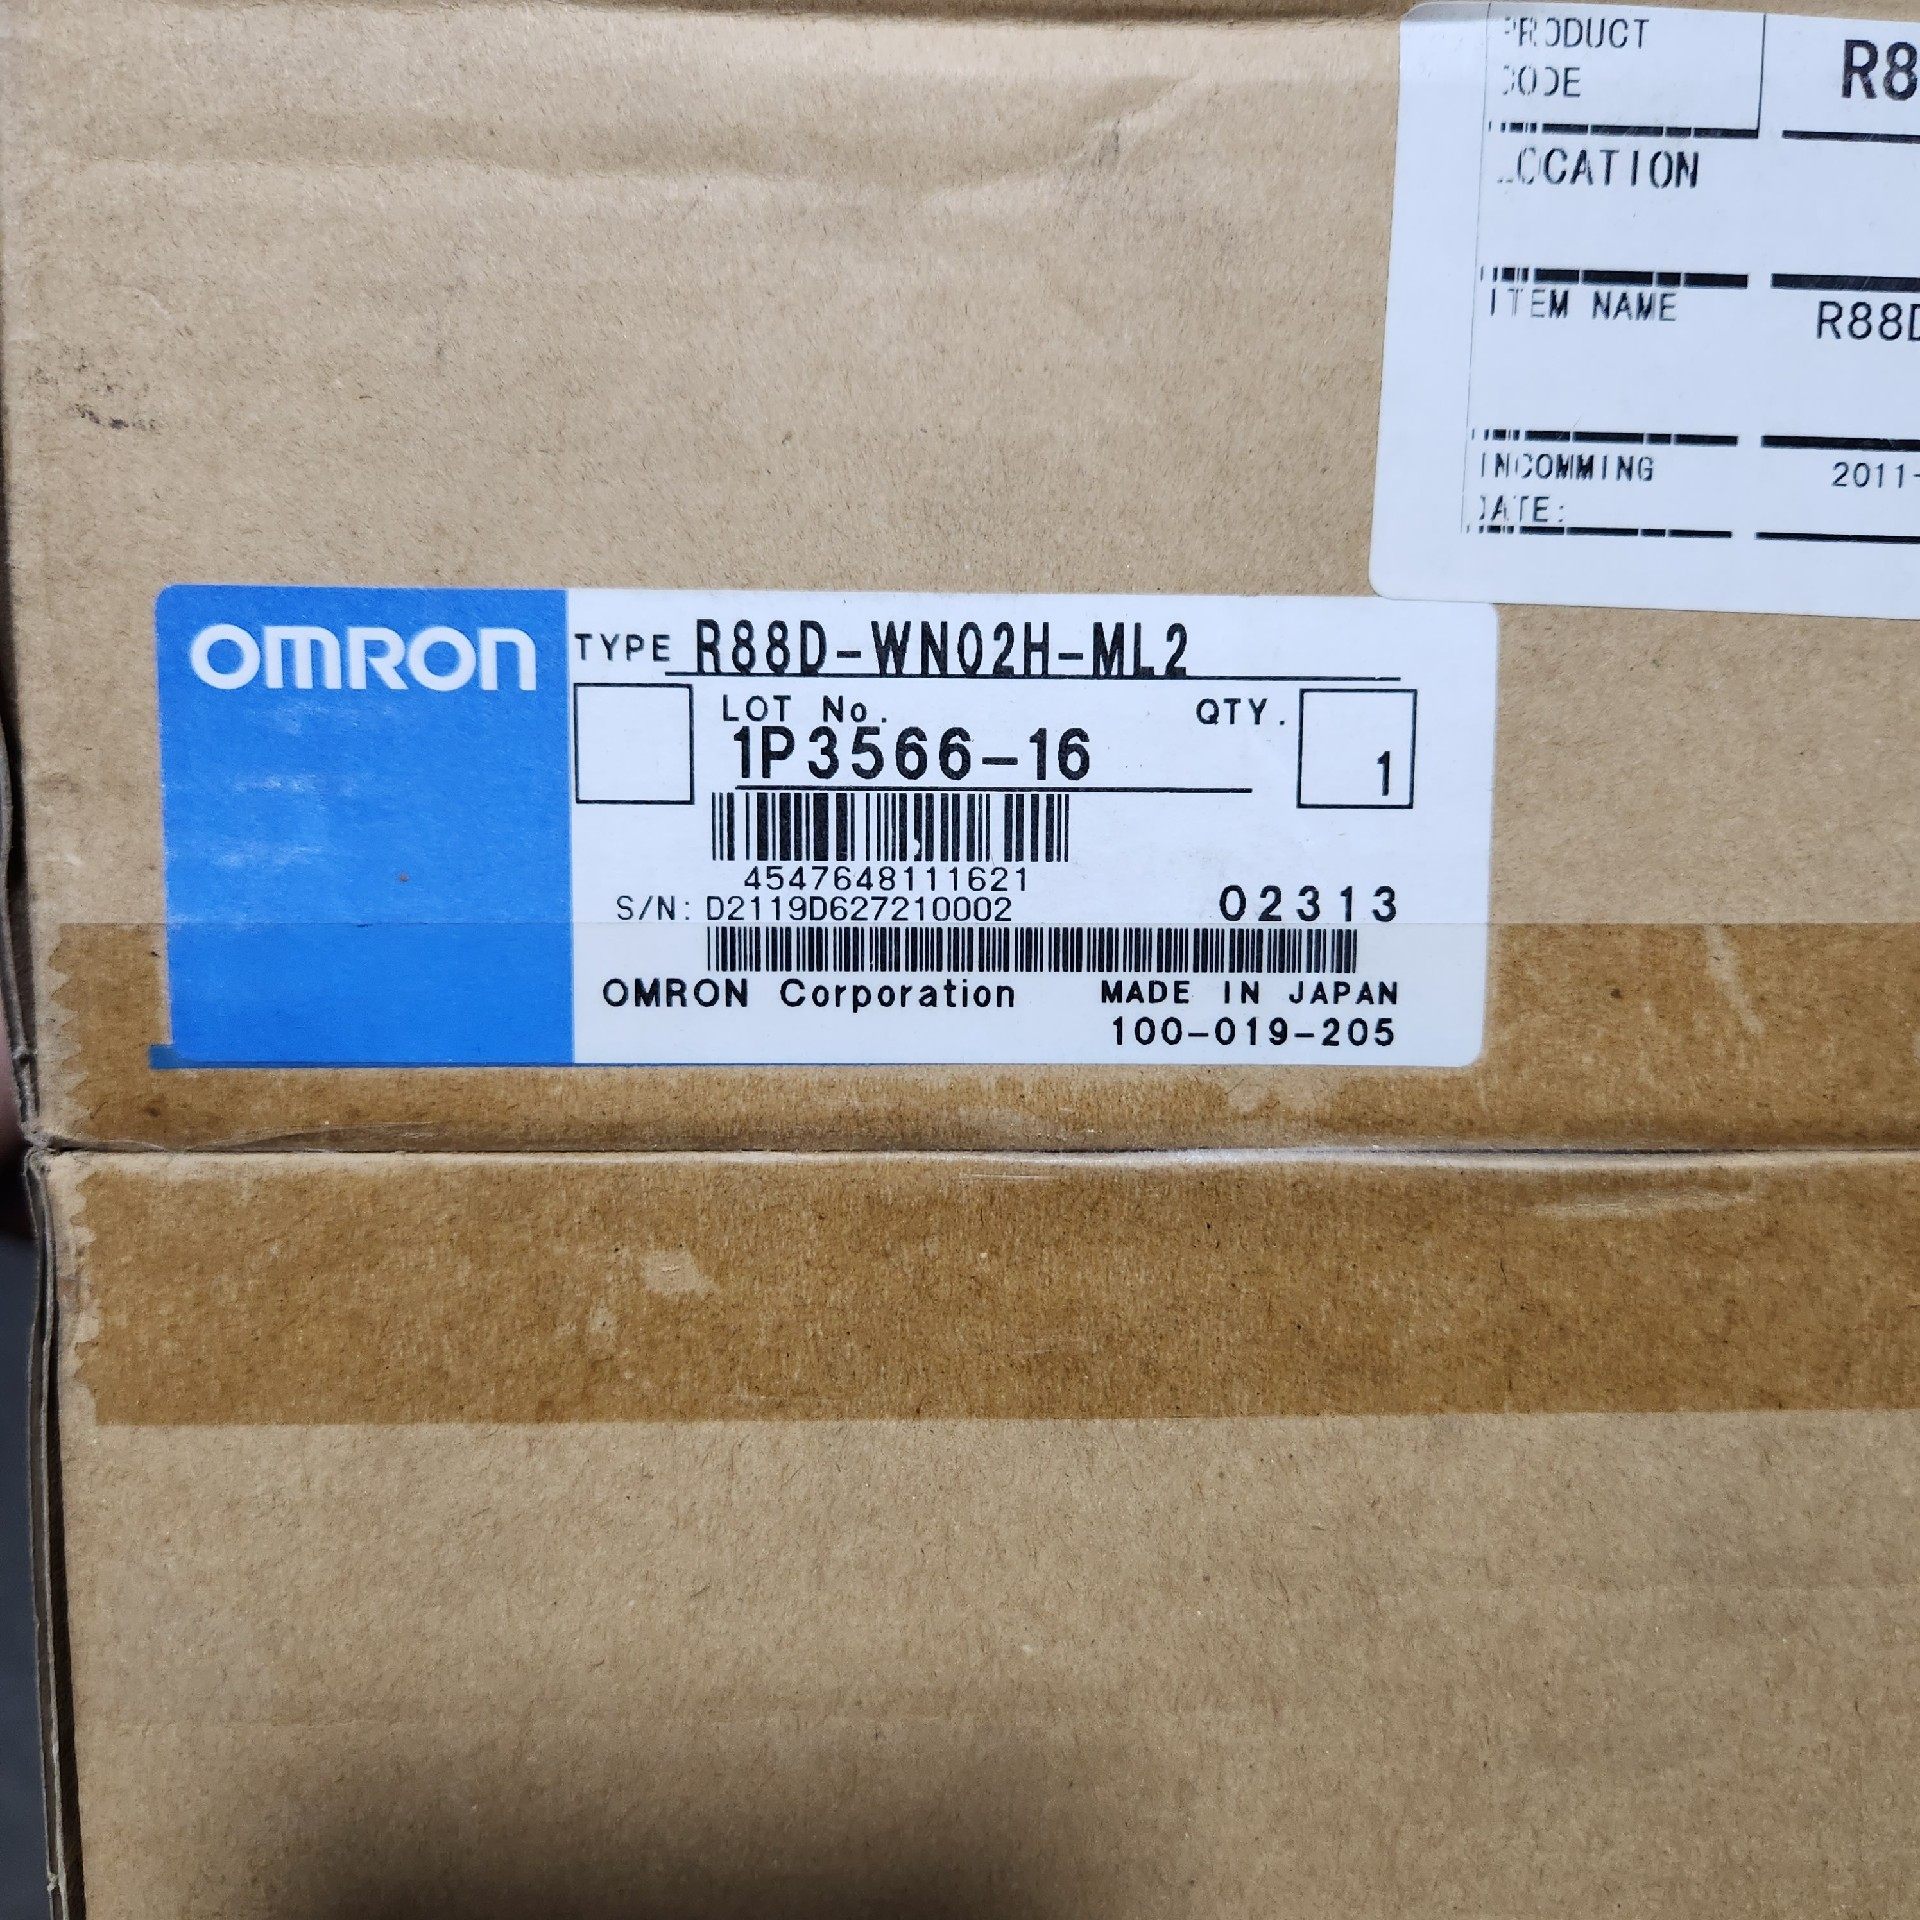 PRODUCT
CODE
R8
LOCATION
ITEM NAME
R88D
INCOMMING
DATE:
2011-
OMRON
TYPE R88D-WN02H-ML2
LOT No. QTY.
1P3566-16 1
4547648111621
S/N: D2119D627210002 02313
OMRON Corporation MADE IN JAPAN
100-019-205